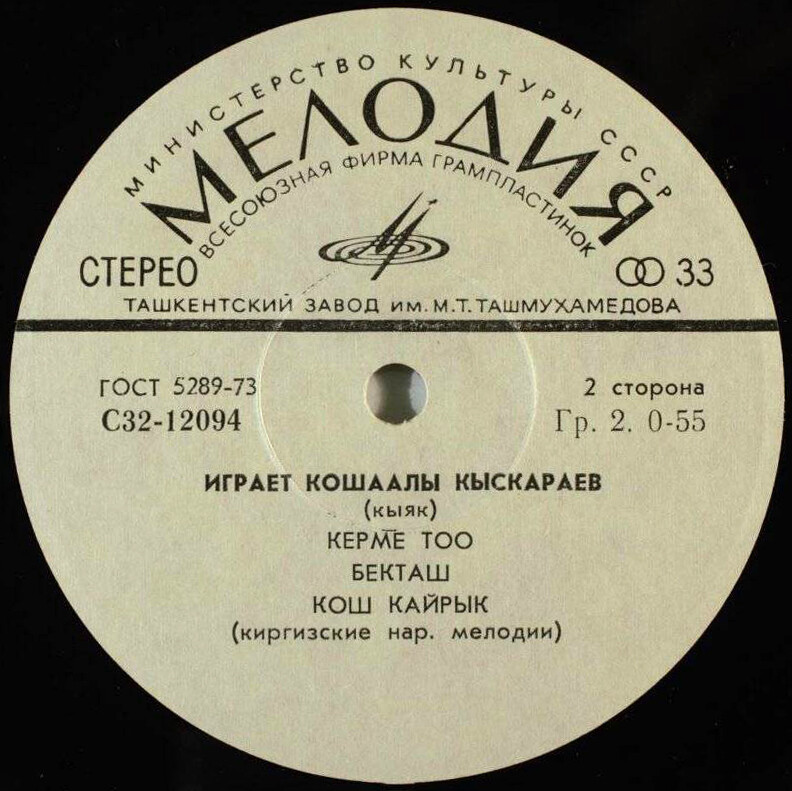 МИНИСТЕРСТВО КУЛЬТУРЫ СССР
МЕЛОДИЯ
ВСЕСОЮЗНАЯ ФИРМА ГРАМПЛАСТИНОК
СТЕРЕО
33
ТАШКЕНТСКИЙ ЗАВОД ИМ. М.Т. ТАШМУХАМЕДОВА
ГОСТ 5289-73
2 сторона
С32-12094
Гр. 2. 0-55
ИГРАЕТ КОШААЛЫ КЫСКАРАЕВ
(кыяк)
КЕРМЕ ТОО
БЕКТАШ
КОШ КАЙРЫК
(киргизские нар. мелодии)